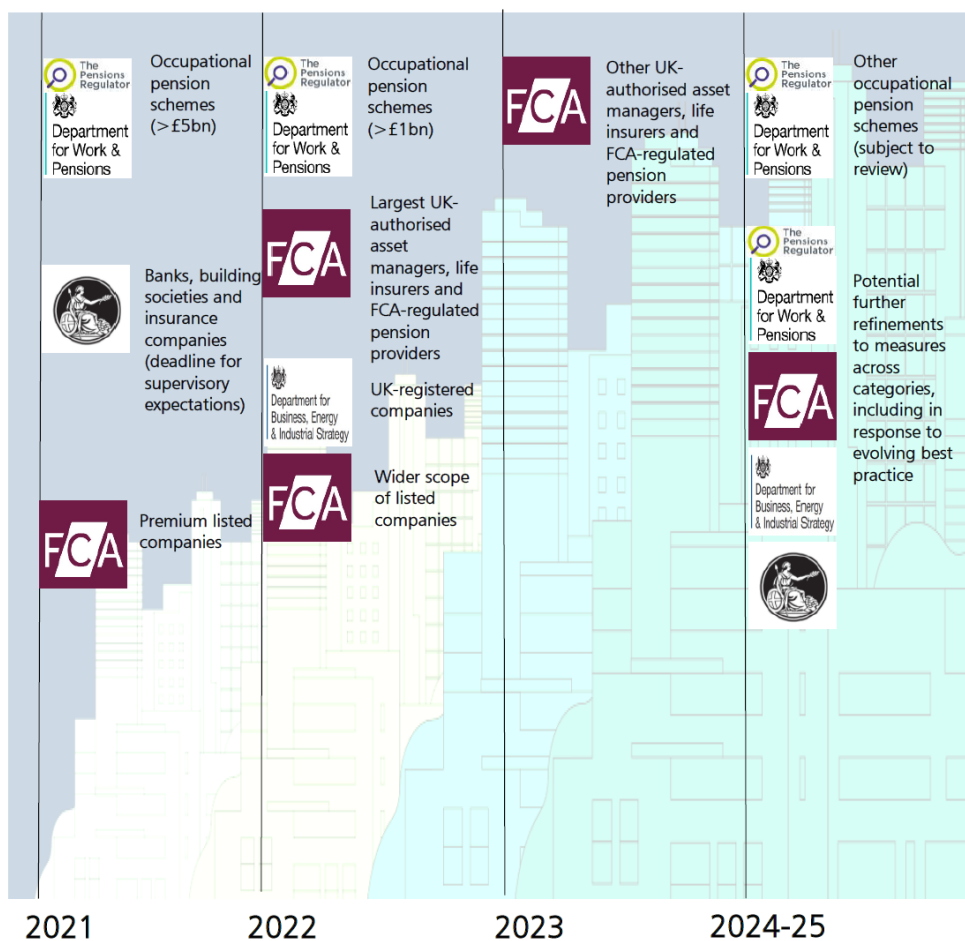 The
Pensions
Regulator
Department
for Work &
Pensions
Occupational
pension
schemes
(>£5bn)
Banks, building
societies and
insurance
companies
(deadline for
supervisory
expectations)
FCA
Premium listed
companies
The
Pensions
Regulator
Department
for Work &
Pensions
Occupational
pension
schemes
(>£1bn)
FCA
Largest UK-
authorised
asset
managers, life
insurers and
FCA-regulated
pension
providers
Department for
Business, Energy
& Industrial Strategy
UK-registered
companies
FCA
Wider scope
of listed
companies
FCA
Other UK-
authorised asset
managers, life
insurers and
FCA-regulated
pension
providers
The
Pensions
Regulator
Department
for Work &
Pensions
Other
occupational
pension
schemes
(subject to
review)
The
Pensions
Regulator
Department
for Work &
Pensions
FCA
Department for
Business, Energy
& Industrial Strategy
Potential
further
refinements
to measures
across
categories,
including in
response to
evolving best
practice
2021
2022
2023
2024-25